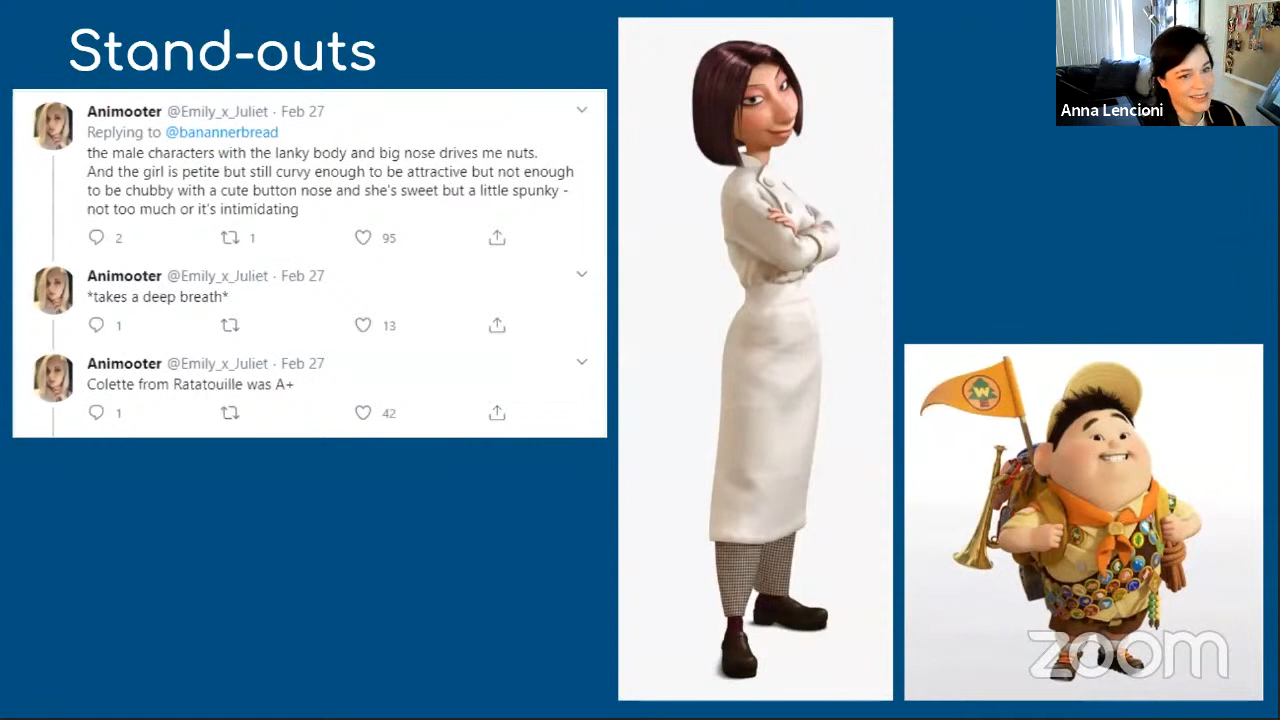 Stand-outs
Animooter @Emily_x_Juliet · Feb 27
Replying to @banannerbread
the male characters with the lanky body and big nose drives me nuts.
And the girl is petite but still curvy enough to be attractive but not enough
to be chubby with a cute button nose and she's sweet but a little spunky -
not too much or it's intimidating
2 1 95
Animooter @Emily_x_Juliet · Feb 27
*takes a deep breath*
1 13
Animooter @Emily_x_Juliet · Feb 27
Colette from Ratatouille was A+
1 42
Anna Lencioni
W
zoom